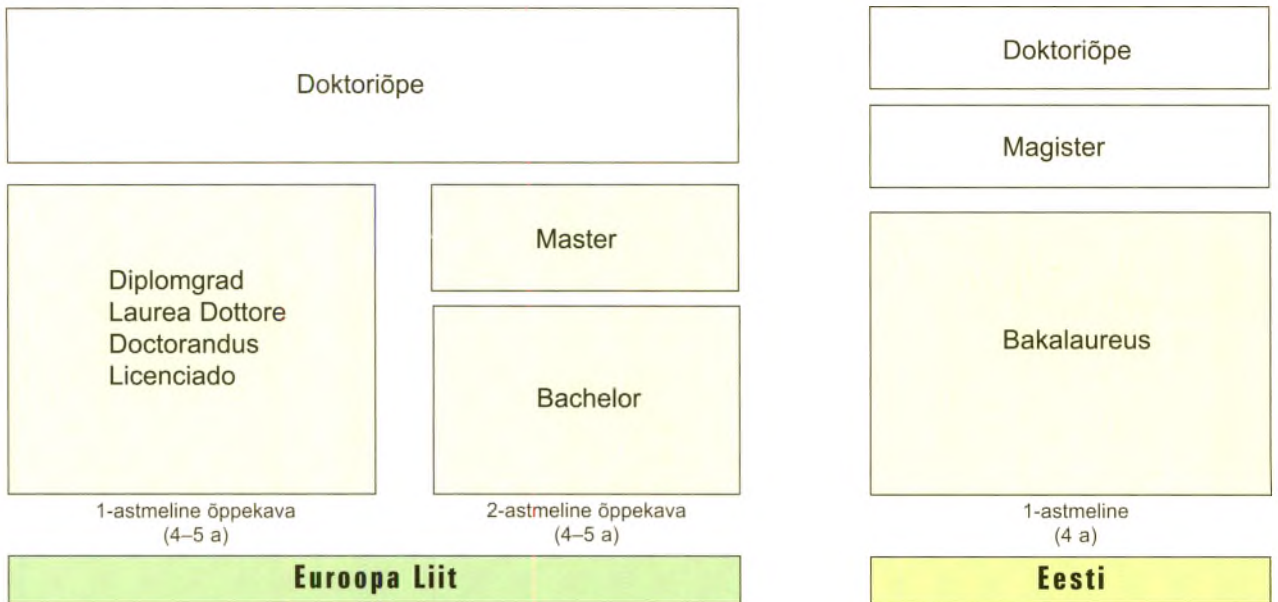 Doktoriõpe
Diplomgrad
Laurea Dottore
Doctorandus
Licenciado
1-astmeline õppekava
(4–5 a)
Master
Bachelor
2-astmeline õppekava
(4–5 a)
Euroopa Liit
Doktoriõpe
Magister
Bakalaureus
1-astmeline
(4 a)
Eesti